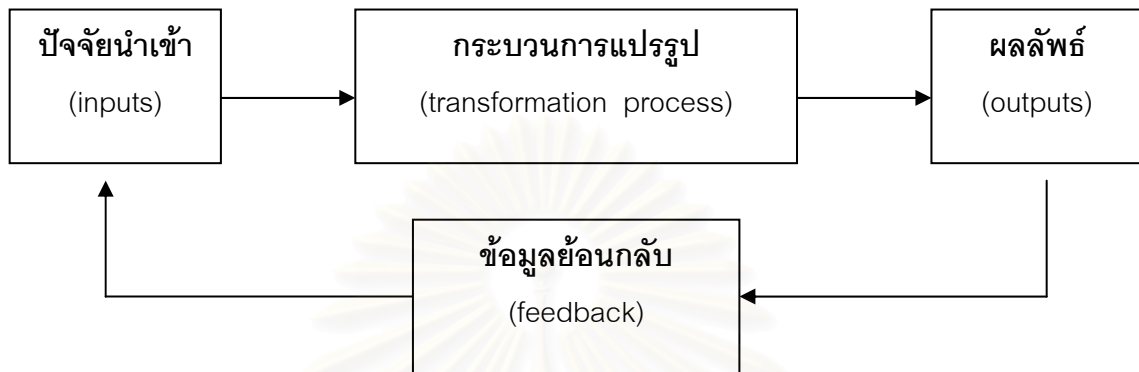 ปัจจัยนำเข้า
(inputs)
กระบวนการแปรรูป
(transformation process)
ผลลัพธ์
(outputs)
ข้อมูลย้อนกลับ
(feedback)